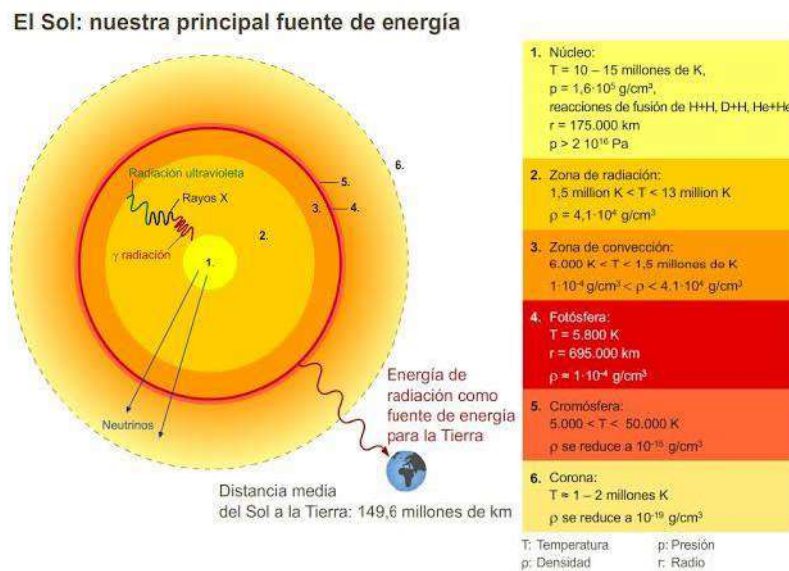 El Sol: nuestra principal fuente de energía
Radiación ultravioleta
Rayos X
γ radiación
1.
2.
3.
4.
5.
6.
Neutrinos
Energía de
radiación como
fuente de energía
para la Tierra
Distancia media
del Sol a la Tierra: 149,6 millones de km
1. Núcleo:
T = 10 – 15 millones de K,
p = 1,6·10⁵ g/cm³,
reacciones de fusión de H+H, D+H, He+He
r = 175.000 km
p > 2 10¹⁶ Pa
2. Zona de radiación:
1,5 million K < T < 13 million K
ρ = 4,1·10⁴ g/cm³
3. Zona de convección:
6.000 K < T < 1,5 millones de K
1·10⁻⁴ g/cm³ < ρ < 4.1·10⁴ g/cm³
4. Fotósfera:
T = 5.800 K
r = 695.000 km
ρ ≈ 1·10⁻⁴ g/cm³
5. Cromósfera:
5.000 < T < 50.000 K
ρ se reduce a 10⁻¹⁵ g/cm³
6. Corona:
T ≈ 1 – 2 millones K
ρ se reduce a 10⁻¹⁹ g/cm³
T: Temperatura p: Presión
ρ: Densidad r: Radio